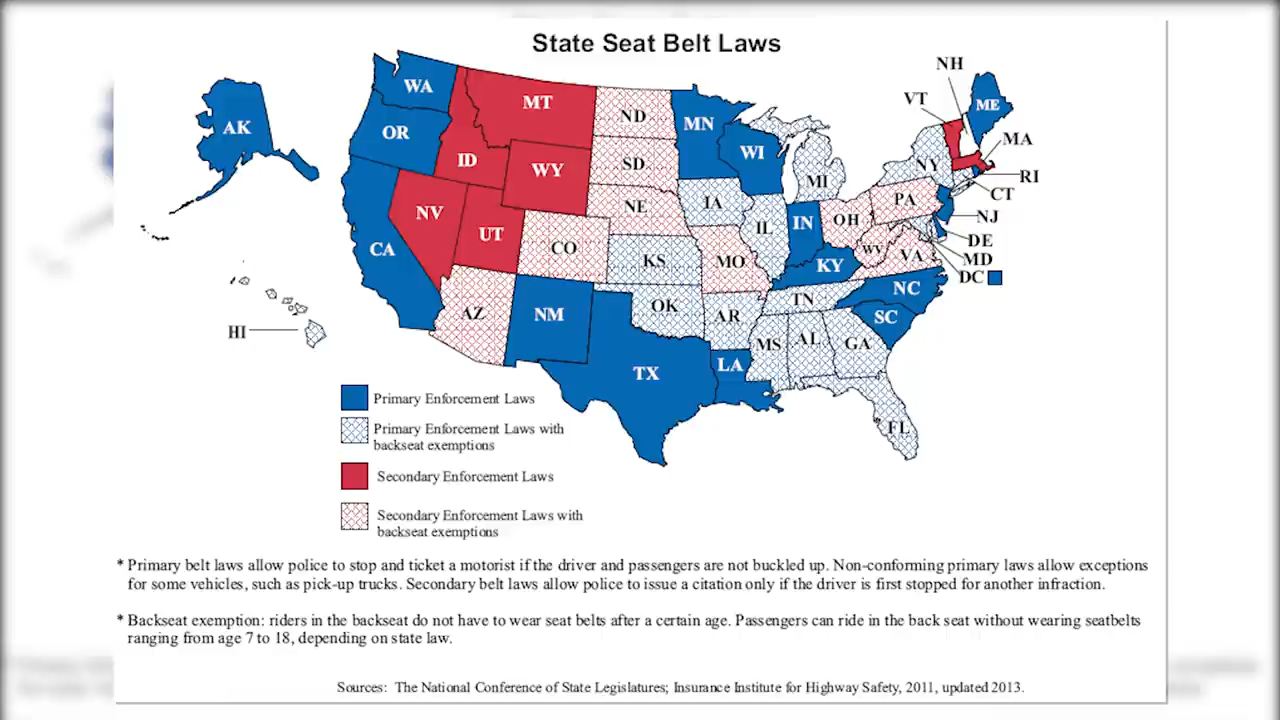 State Seat Belt Laws
NH
WA
VT
ME
MT
ND
MN
AK
OR
MA
WI
ID
SD
NY
WY
RI
MI
CT
PA
IA
NE
NV
NJ
OH
IN
IL
UT
DE
CO
WV
VA
CA
MD
KS
MO
KY
DC
NC
TN
OK
AZ
NM
AR
SC
HI
AL
MS
GA
LA
TX
FL
Primary Enforcement Laws
Primary Enforcement Laws with
backseat exemptions
Secondary Enforcement Laws
Secondary Enforcement Laws with
backseat exemptions
* Primary belt laws allow police to stop and ticket a motorist if the driver and passengers are not buckled up. Non-conforming primary laws allow exceptions
for some vehicles, such as pick-up trucks. Secondary belt laws allow police to issue a citation only if the driver is first stopped for another infraction.
* Backseat exemption: riders in the backseat do not have to wear seat belts after a certain age. Passengers can ride in the back seat without wearing seatbelts
ranging from age 7 to 18, depending on state law.
Sources: The National Conference of State Legislatures; Insurance Institute for Highway Safety, 2011, updated 2013.